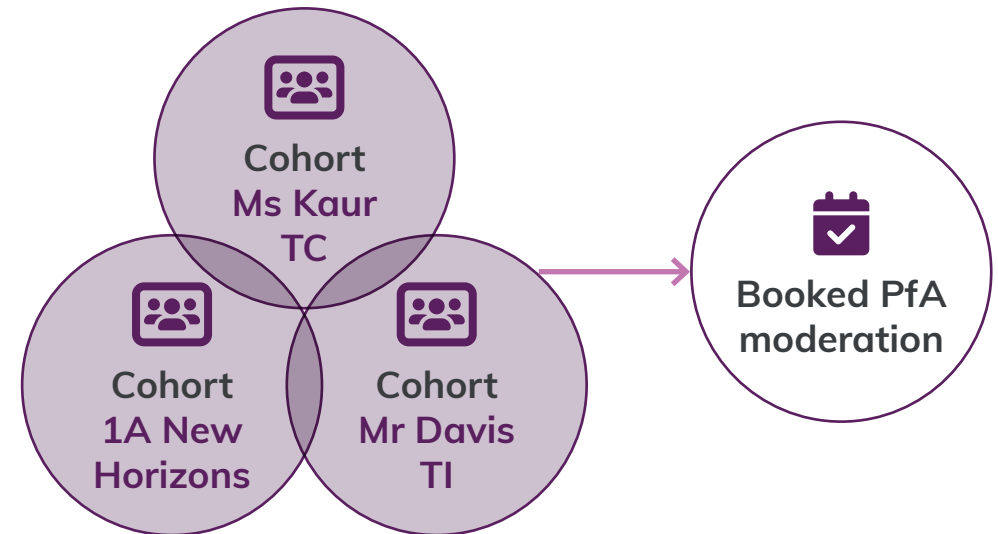 Cohort
Ms Kaur
TC
Cohort
1A New
Horizons
Cohort
Mr Davis
TI
Booked PfA
moderation